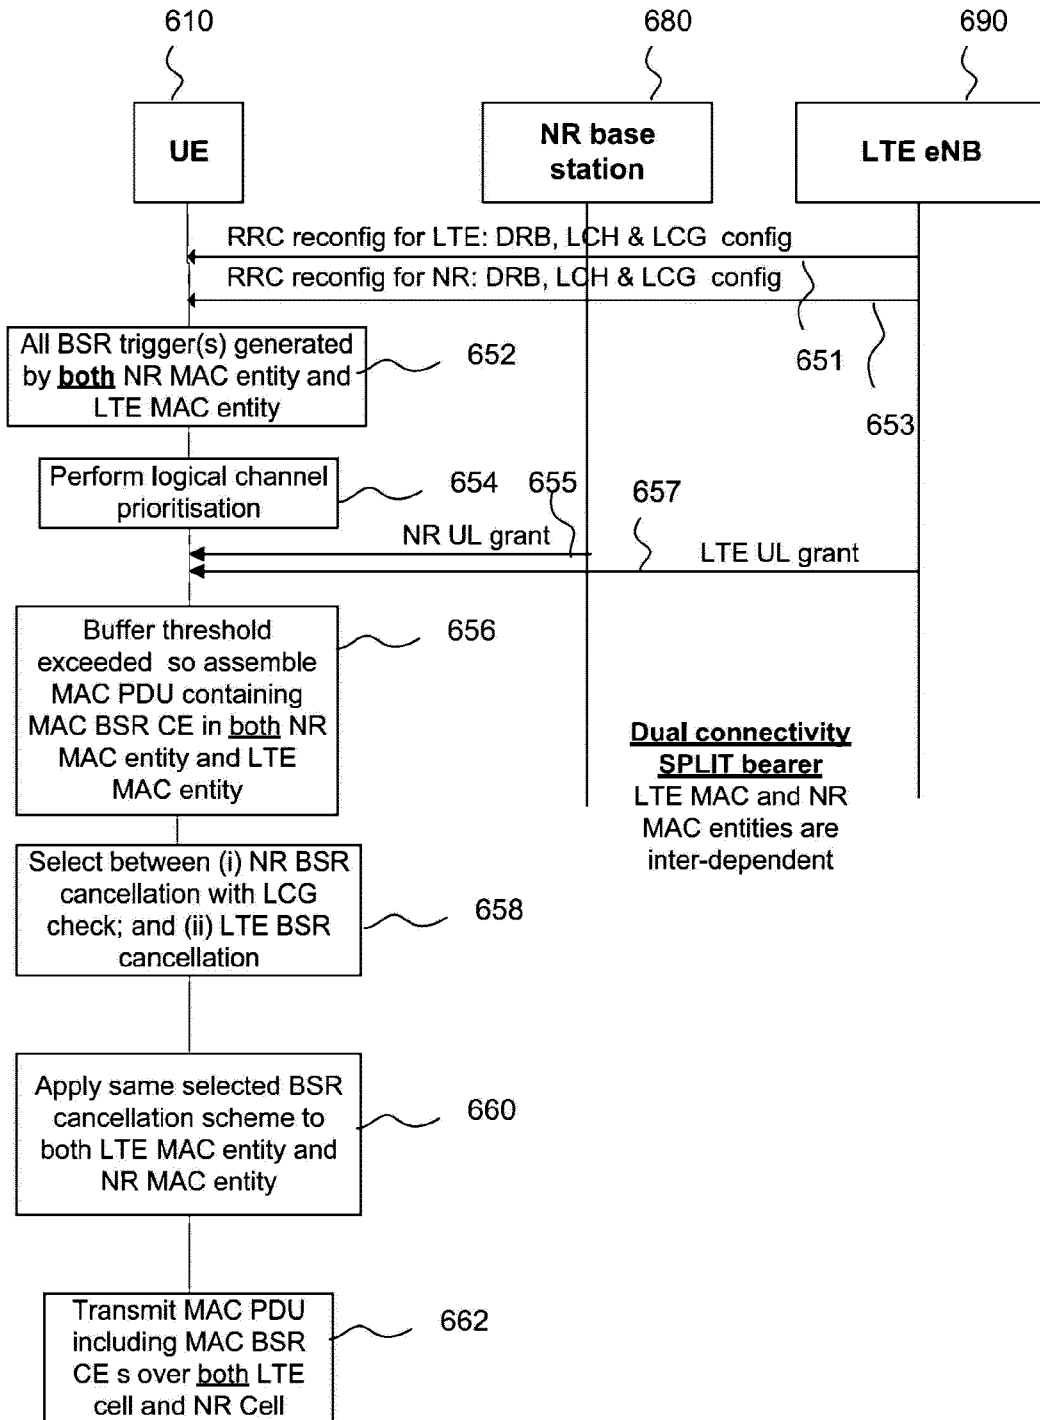 610
680
690
UE
NR base
station
LTE eNB
RRC reconfig for LTE: DRB, LCH & LCG config
RRC reconfig for NR: DRB, LCH & LCG config
651
653
All BSR trigger(s) generated
by both NR MAC entity and
LTE MAC entity
652
Perform logical channel
prioritisation
654
655
657
NR UL grant
LTE UL grant
Buffer threshold
exceeded so assemble
MAC PDU containing
MAC BSR CE in both NR
MAC entity and LTE
MAC entity
656
Dual connectivity
SPLIT bearer
LTE MAC and NR
MAC entities are
inter-dependent
Select between (i) NR BSR
cancellation with LCG
check; and (ii) LTE BSR
cancellation
658
Apply same selected BSR
cancellation scheme to
both LTE MAC entity and
NR MAC entity
660
Transmit MAC PDU
including MAC BSR
CE s over both LTE
cell and NR Cell
662